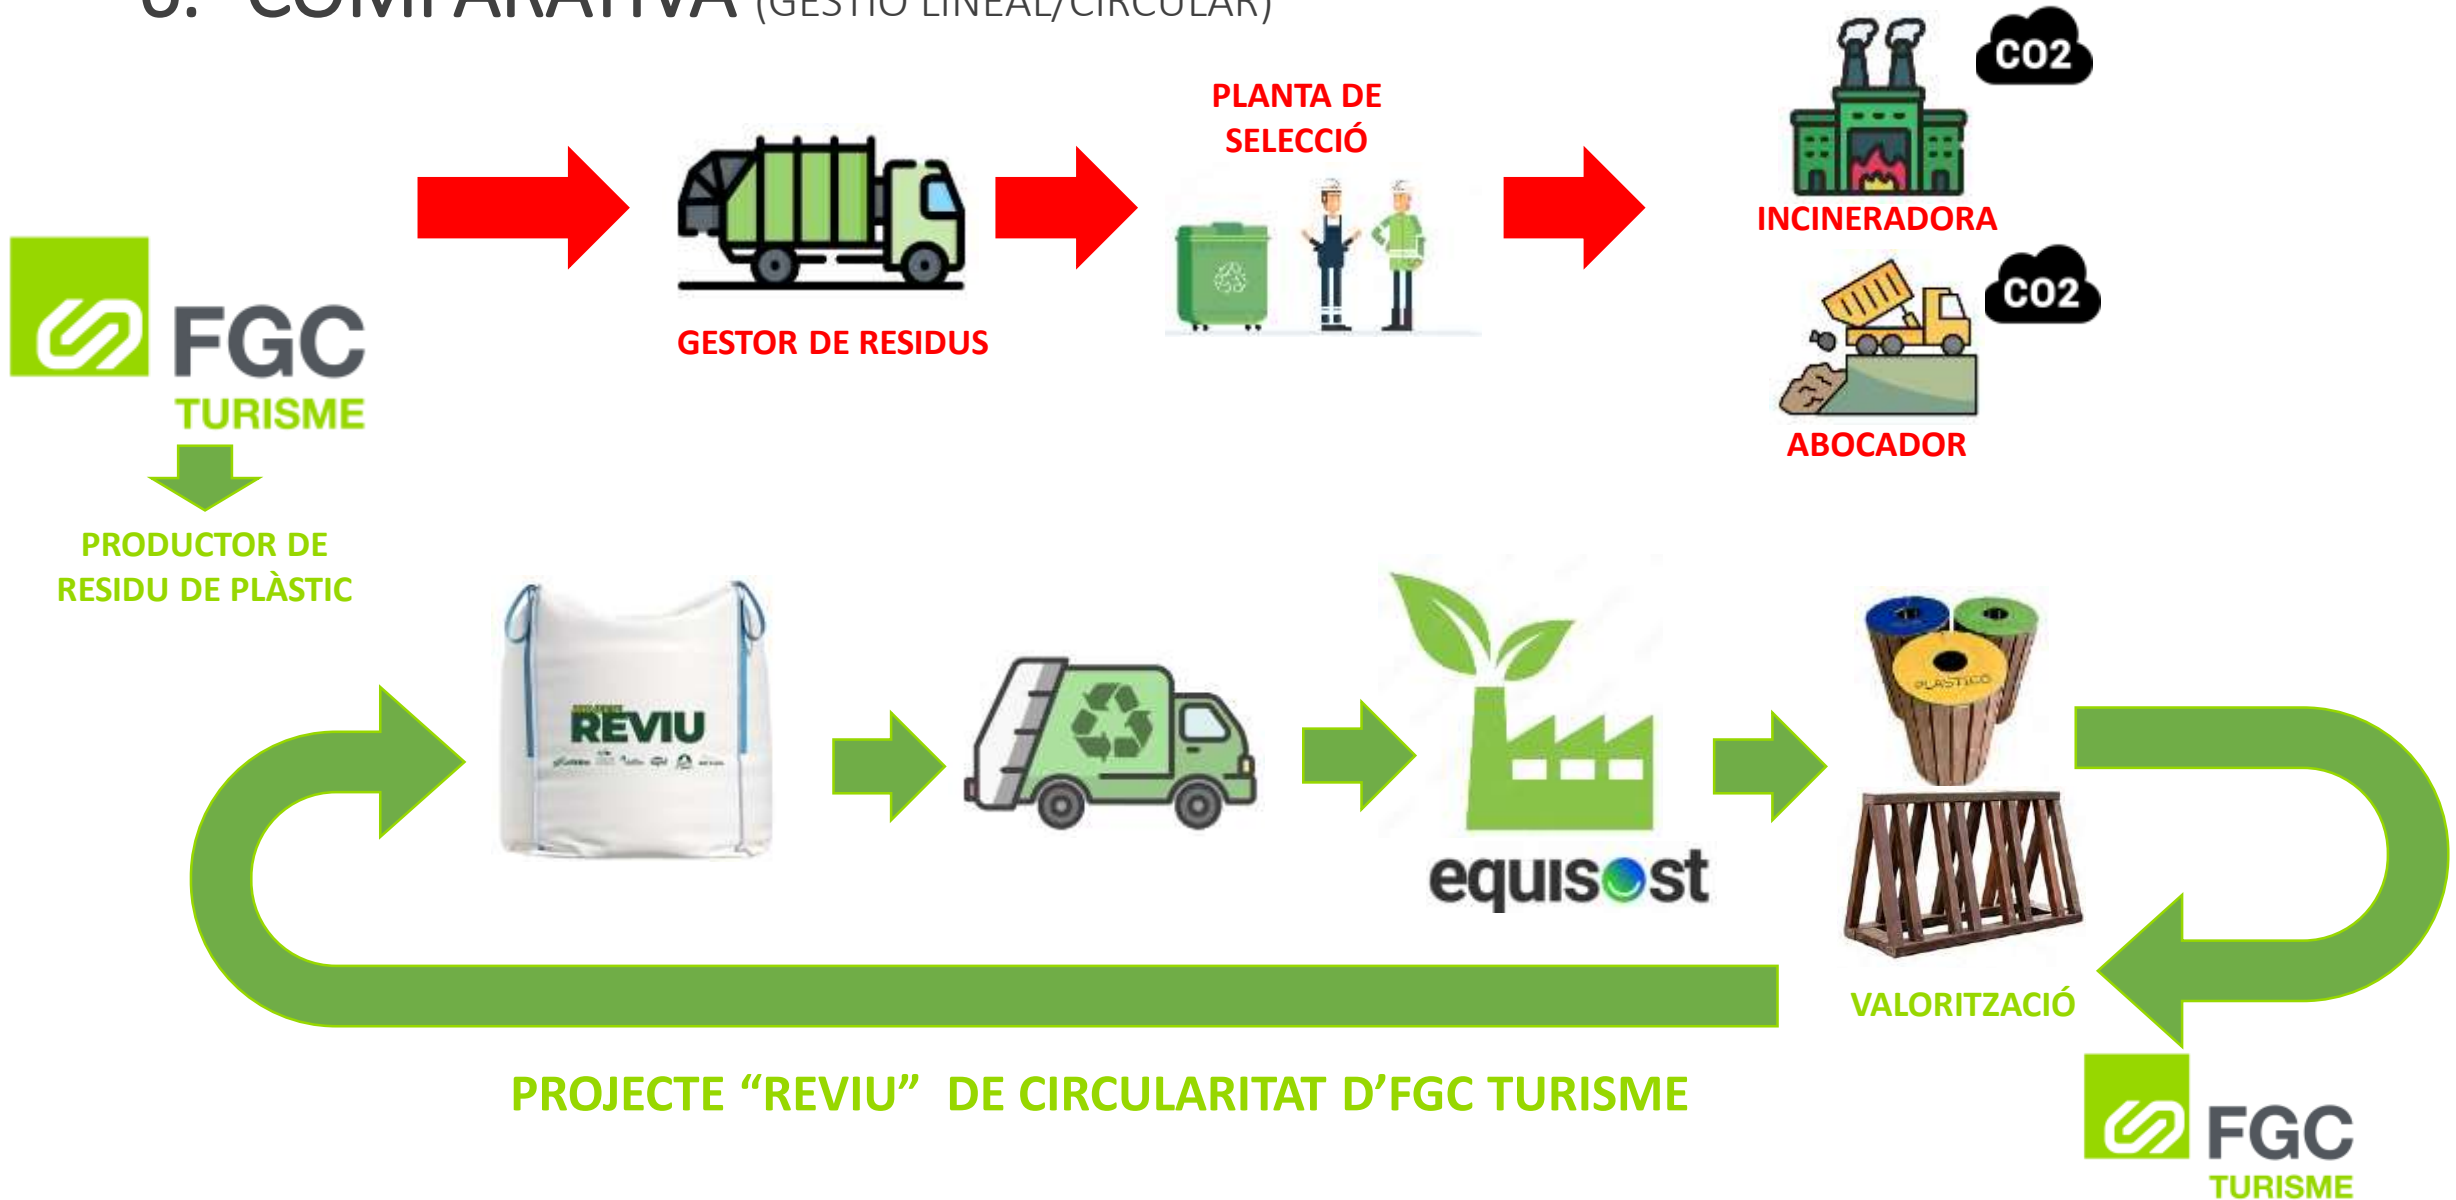 COMPARATIVA (GESTIÓ LINEAL/CIRCULAR)
CO2
PLANTA DE
SELECCIÓ
INCINERADORA
CO2
GESTOR DE RESIDUS
FGC
TURISME
ABOCADOR
PRODUCTOR DE
RESIDU DE PLÀSTIC
REVIU
PLASTICO
equisost
VALORITZACIÓ
PROJECTE “REVIU” DE CIRCULARITAT D’FGC TURISME
FGC
TURISME